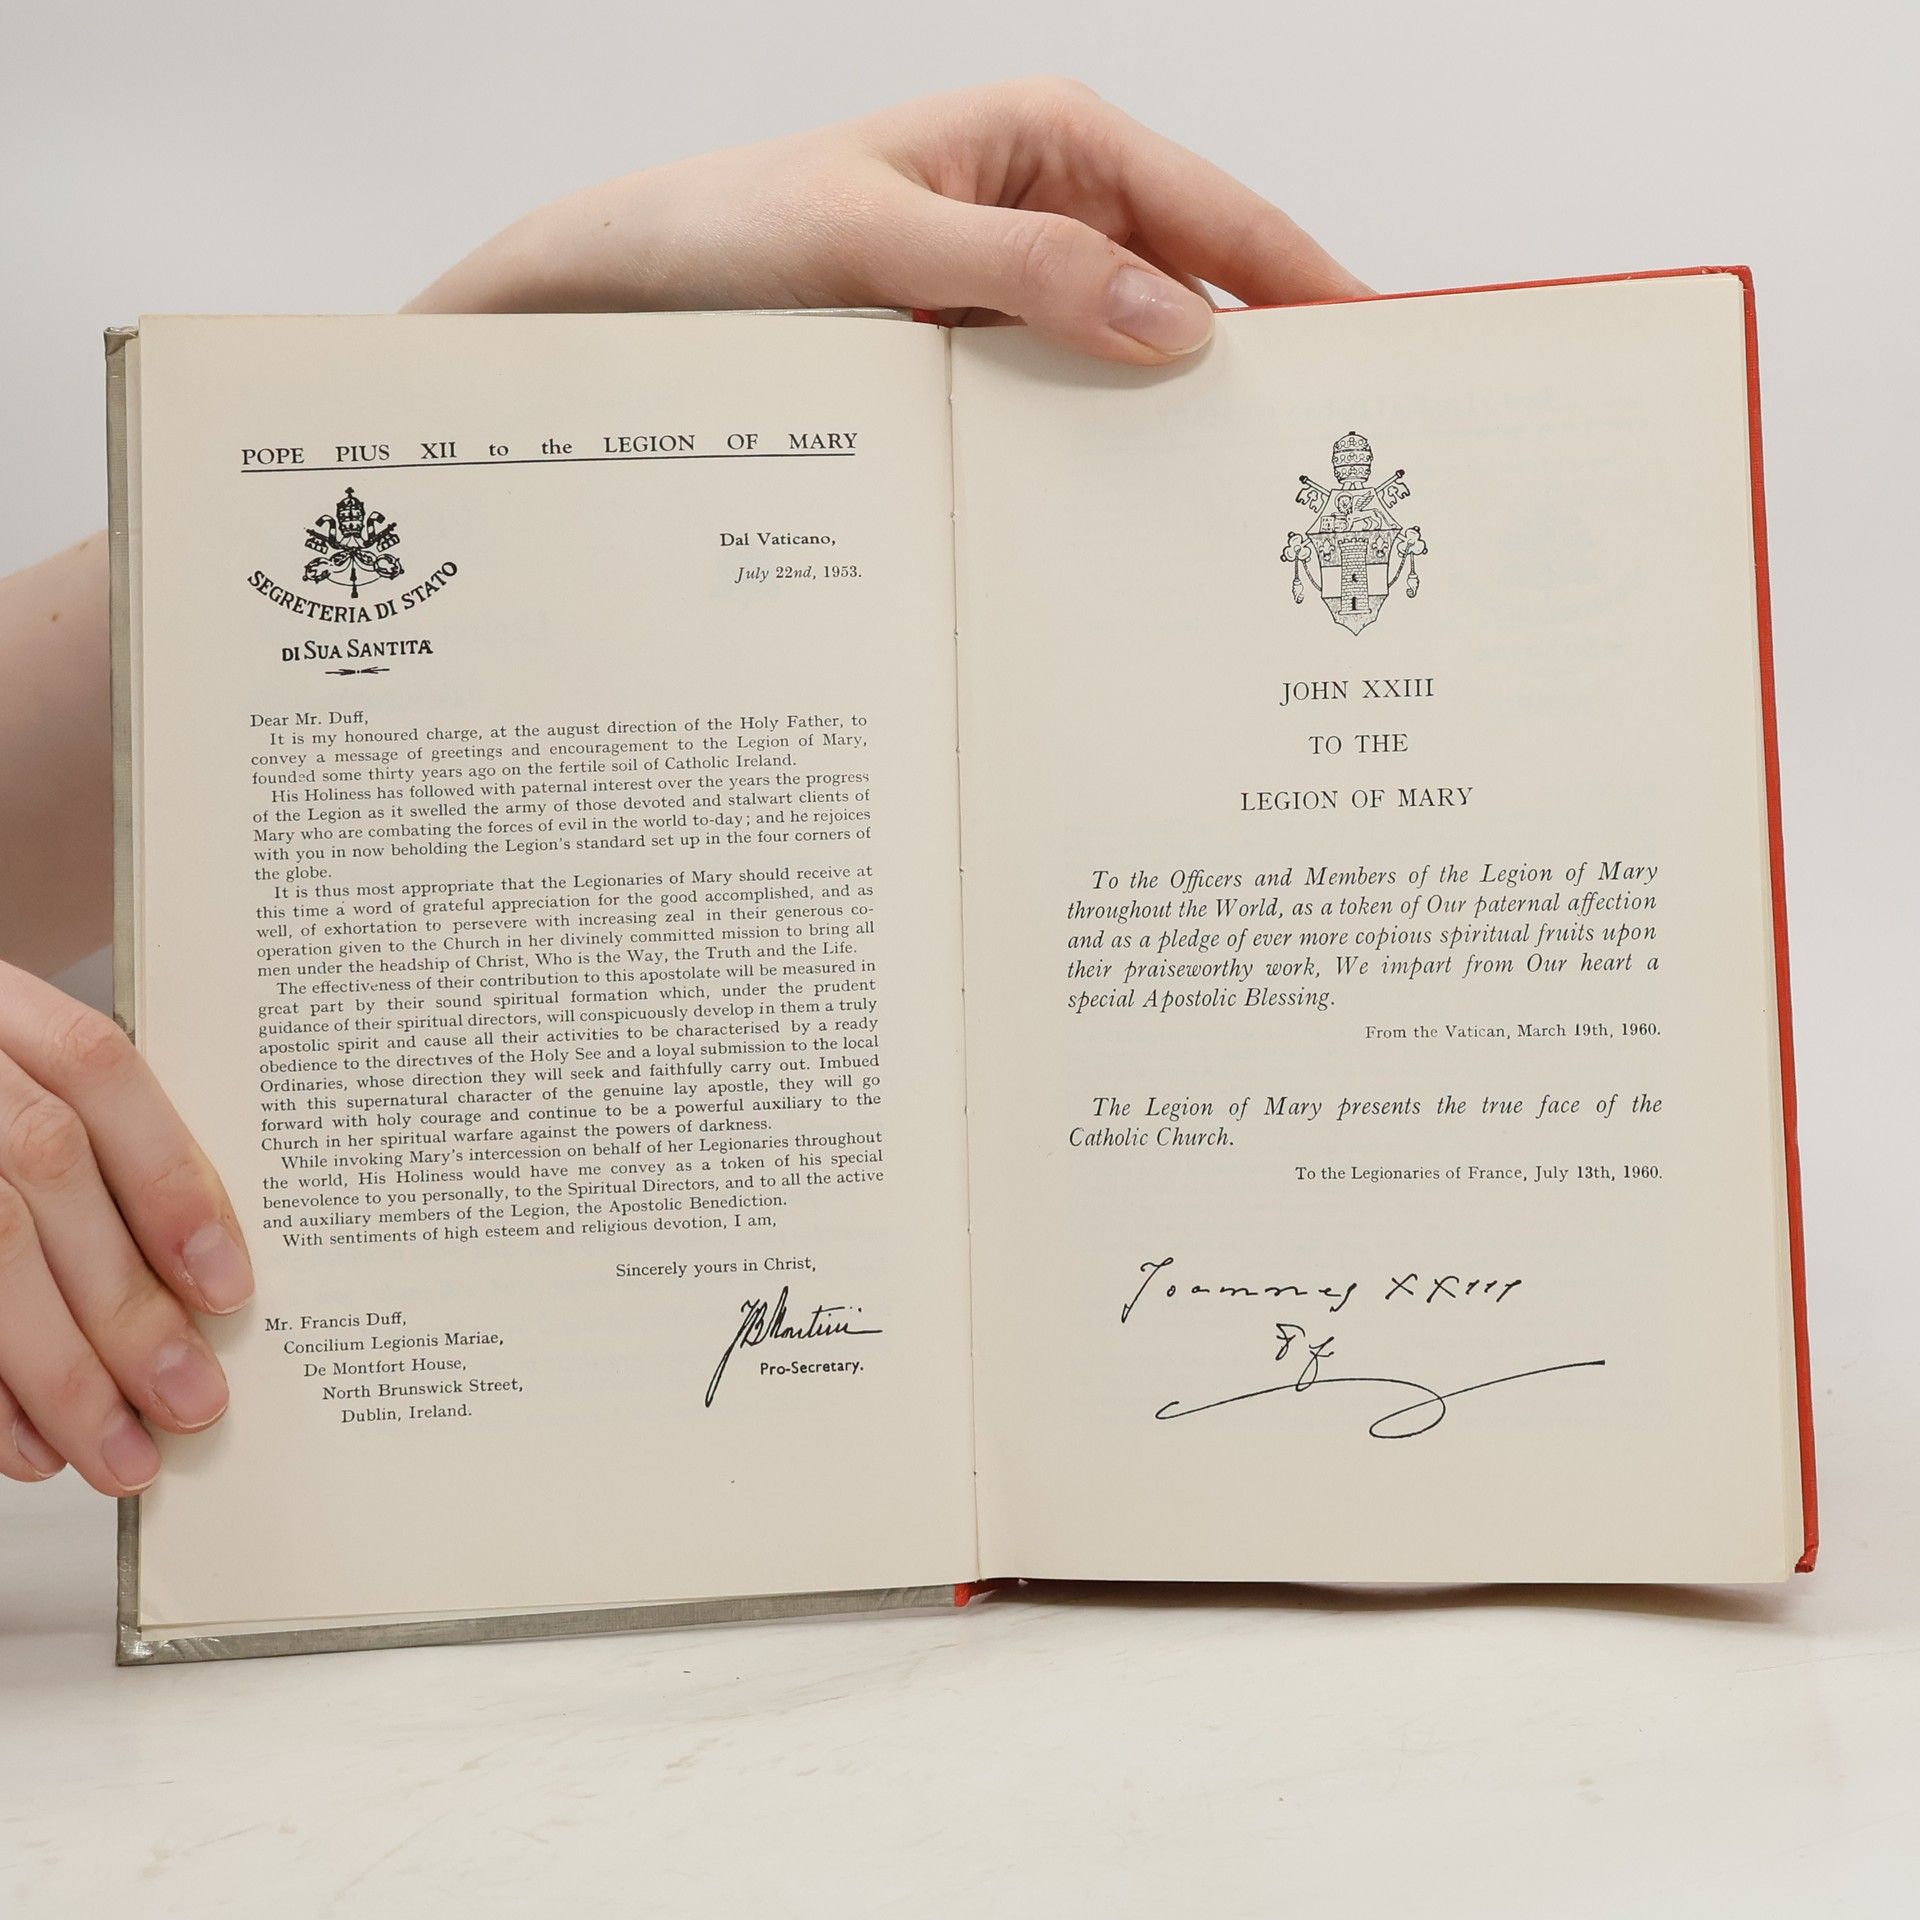 POPE PIUS XII to the LEGION OF MARY
SEGRETERIA DI STATO
DI SUA SANTITA
Dal Vaticano,
July 22nd, 1953.
Dear Mr. Duff,
It is my honoured charge, at the august direction of the Holy Father, to
convey a message of greetings and encouragement to the Legion of Mary,
founded some thirty years ago on the fertile soil of Catholic Ireland.
His Holiness has followed with paternal interest over the years the progress
of the Legion as it swelled the army of those devoted and stalwart clients of
Mary who are combating the forces of evil in the world to-day; and he rejoices
with you in now beholding the Legion's standard set up in the four corners of
the globe.
It is thus most appropriate that the Legionaries of Mary should receive at
this time a word of grateful appreciation for the good accomplished, and as
well, of exhortation to persevere with increasing zeal in their generous co-
operation given to the Church in her divinely committed mission to bring all
men under the headship of Christ, Who is the Way, the Truth and the Life.
The effectiveness of their contribution to this apostolate will be measured in
great part by their sound spiritual formation which, under the prudent
guidance of their spiritual directors, will conspicuously develop in them a truly
apostolic spirit and cause all their activities to be characterised by a ready
obedience to the directives of the Holy See and a loyal submission to the local
Ordinaries, whose direction they will seek and faithfully carry out. Imbued
with this supernatural character of the genuine lay apostle, they will go
forward with holy courage and continue to be a powerful auxiliary to the
Church in her spiritual warfare against the powers of darkness.
While invoking Mary's intercession on behalf of her Legionaries throughout
the world, His Holiness would have me convey as a token of his special
benevolence to you personally, to the Spiritual Directors, and to all the active
and auxiliary members of the Legion, the Apostolic Benediction.
With sentiments of high esteem and religious devotion, I am,
Sincerely yours in Christ,
JBMontini
Pro-Secretary.
Mr. Francis Duff,
Concilium Legionis Mariae,
De Montfort House,
North Brunswick Street,
Dublin, Ireland.
JOHN XXIII
TO THE
LEGION OF MARY
To the Officers and Members of the Legion of Mary
throughout the World, as a token of Our paternal affection
and as a pledge of ever more copious spiritual fruits upon
their praiseworthy work, We impart from Our heart a
special Apostolic Blessing.
From the Vatican, March 19th, 1960.
The Legion of Mary presents the true face of the
Catholic Church.
To the Legionaries of France, July 13th, 1960.
Joannes XXIII